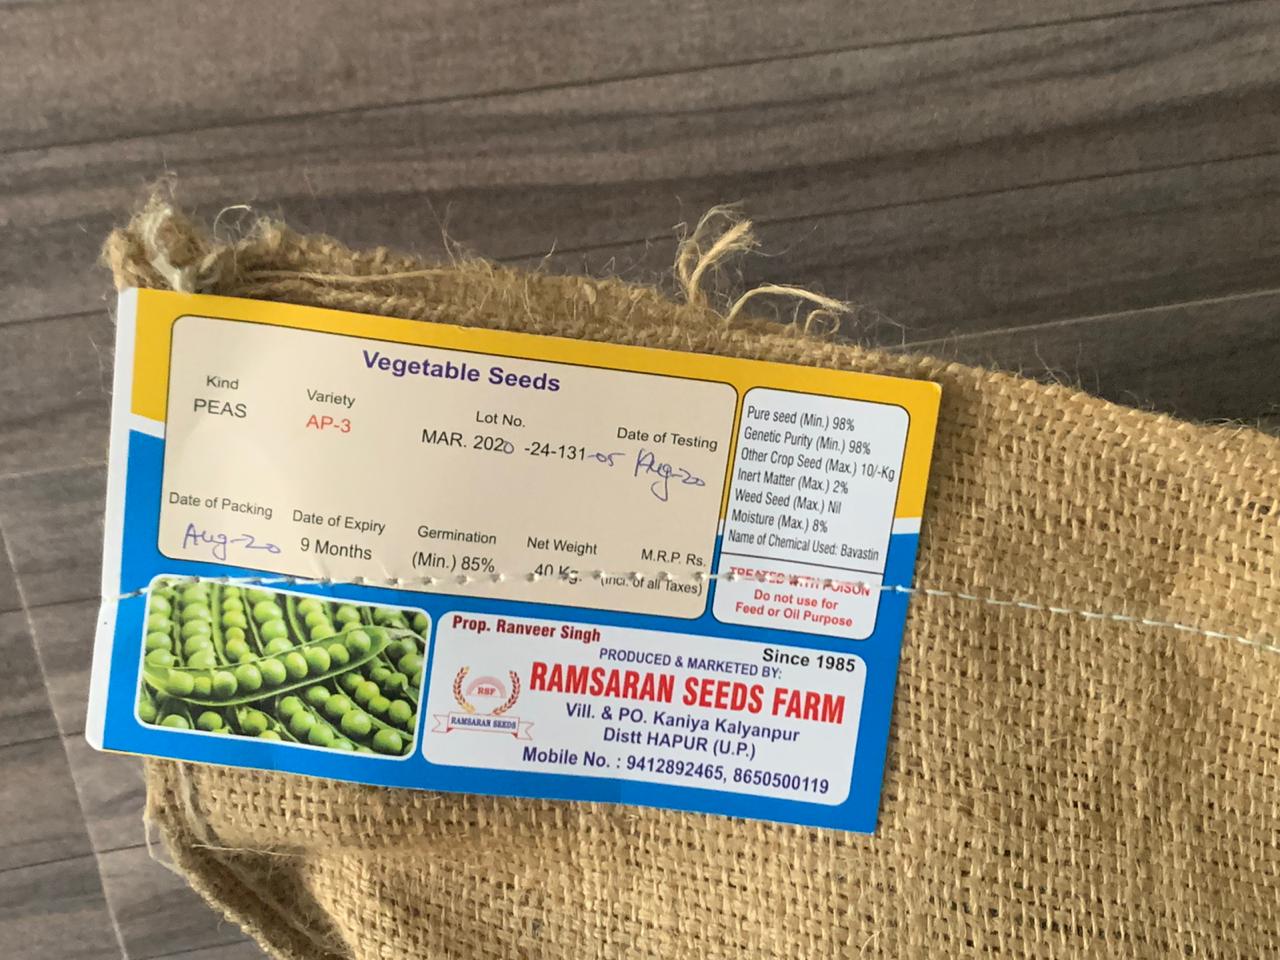 Vegetable Seeds
Kind
PEAS
Variety
AP-3
Lot No.
MAR. 2020 -24-131-05
Date of Testing
Aug-20
Date of Packing
Aug-20
Date of Expiry
9 Months
Germination
(Min.) 85%
Net Weight
40 Kg.
M.R.P. Rs.
(Incl. of all Taxes)
Pure seed (Min.) 98%
Genetic Purity (Min.) 98%
Other Crop Seed (Max.) 10/-Kg
Inert Matter (Max.) 2%
Weed Seed (Max.) Nil
Moisture (Max.) 8%
Name of Chemical Used: Bavastin
TREATED WITH POISON
Do not use for
Feed or Oil Purpose
Prop. Ranveer Singh
Since 1985
PRODUCED & MARKETED BY:
RSF
RAMSARAN SEEDS
RAMSARAN SEEDS FARM
Vill. & PO. Kaniya Kalyanpur
Distt HAPUR (U.P.)
Mobile No. : 9412892465, 8650500119